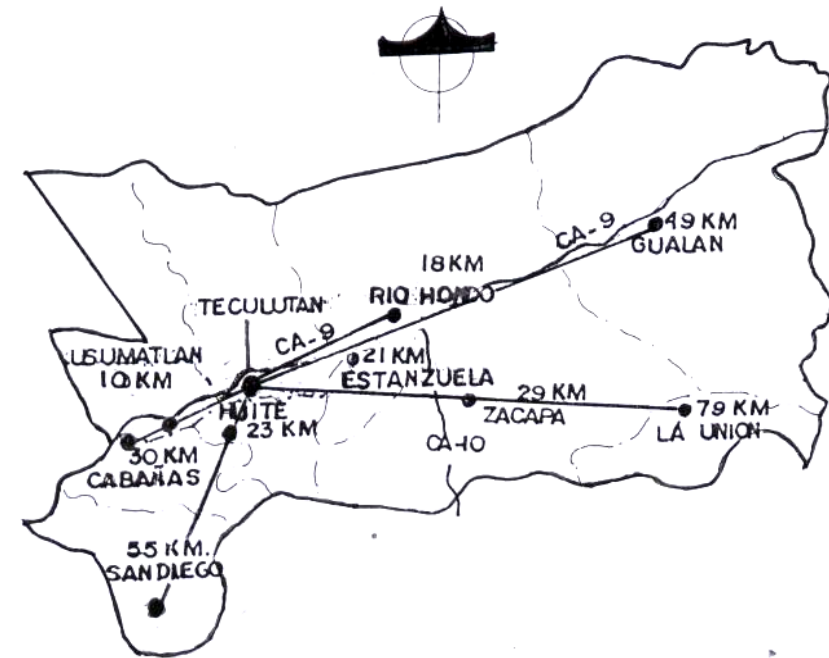 CA-9
49 KM
GUALAN
18 KM
RIO HONDO
TECULUTAN
CA-9
USUMATLAN
10 KM
21 KM
ESTANZUELA
29 KM
ZACAPA
79 KM
LA UNION
HUITE
23 KM
CA-10
30 KM
CABAÑAS
55 KM.
SAN DIEGO